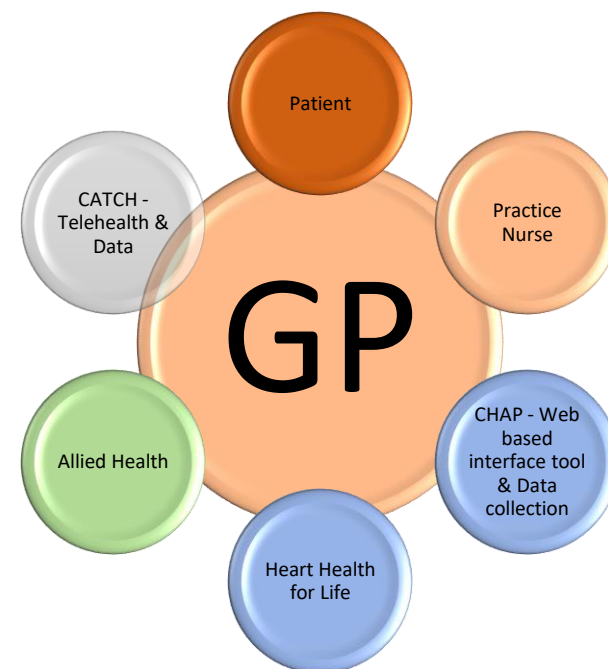 Patient
CATCH -
Telehealth &
Data
Practice
Nurse
GP
Allied Health
CHAP - Web
based
interface tool
& Data
collection
Heart Health
for Life